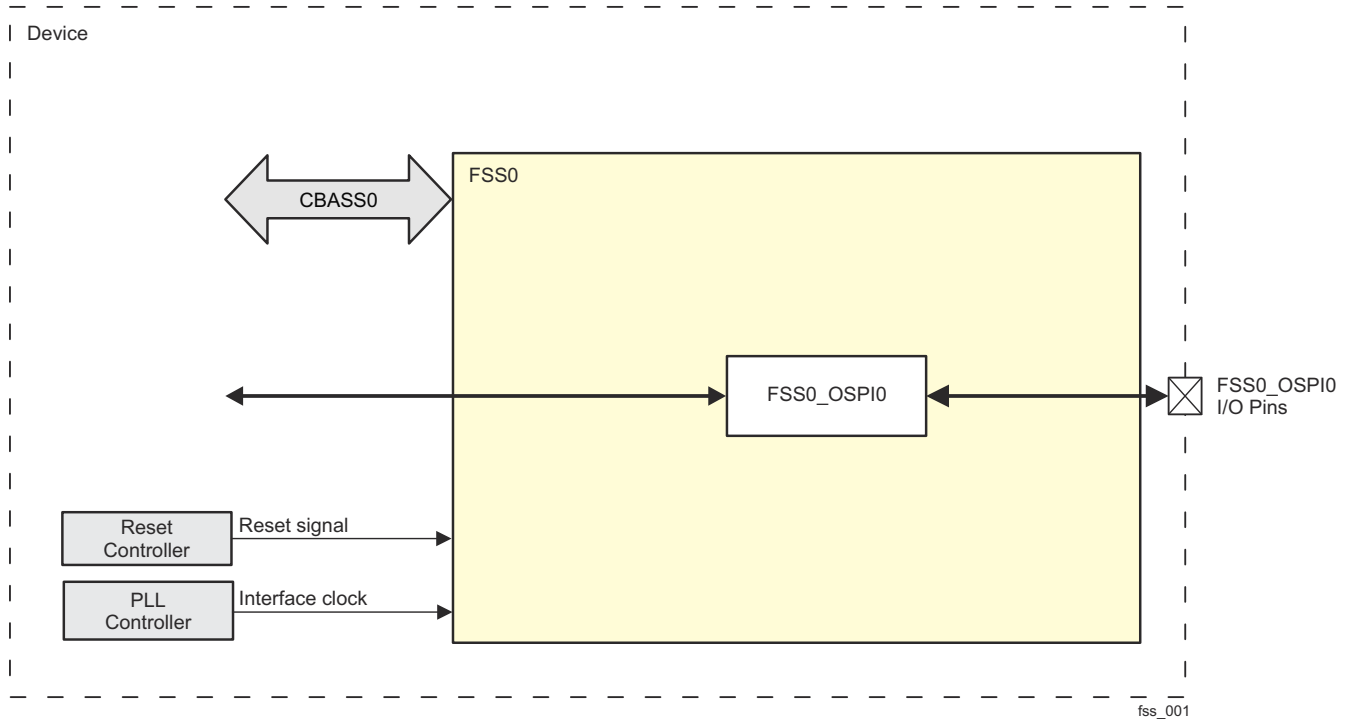 Device
FSS0
CBASS0
FSS0_OSPI0
FSS0_OSPI0
I/O Pins
Reset
Controller
Reset signal
PLL
Controller
Interface clock
fss_001